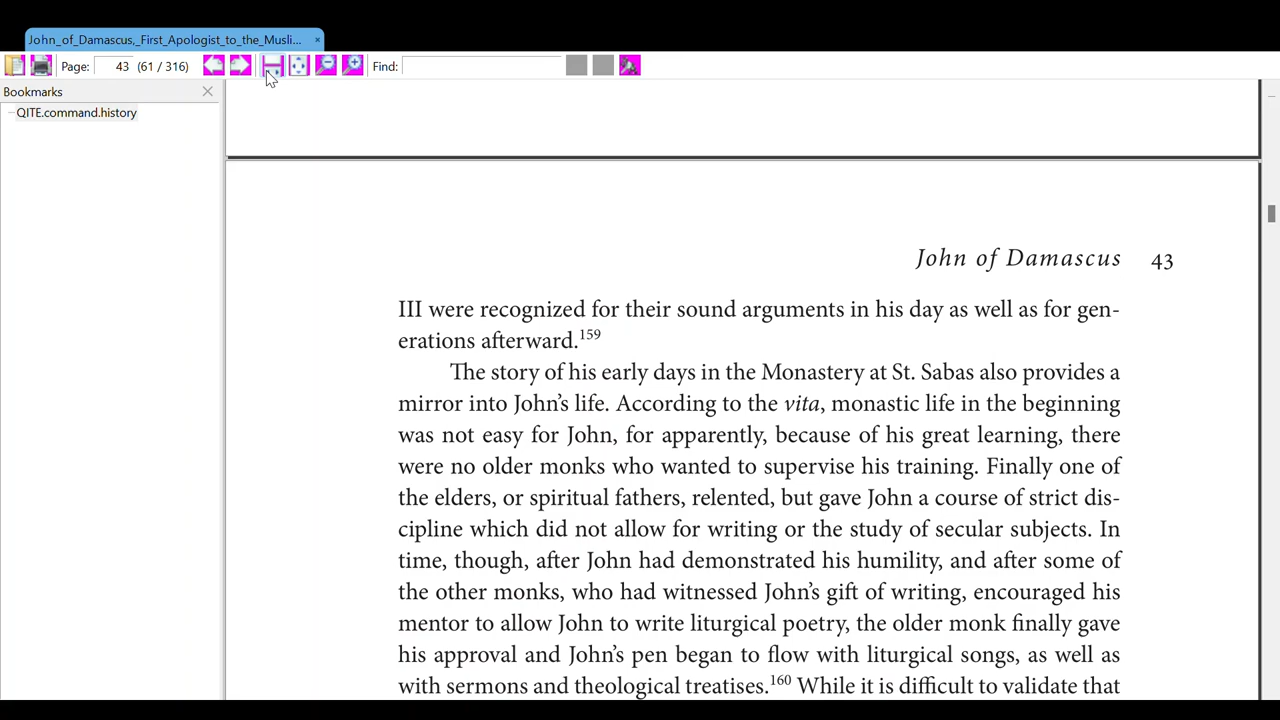 John_of_Damascus,_First_Apologist_to_the_Musli...
Page: 43 (61 / 316) Find:
Bookmarks
QITE.command.history
John of Damascus 43
III were recognized for their sound arguments in his day as well as for gen-
erations afterward.159
The story of his early days in the Monastery at St. Sabas also provides a
mirror into John’s life. According to the vita, monastic life in the beginning
was not easy for John, for apparently, because of his great learning, there
were no older monks who wanted to supervise his training. Finally one of
the elders, or spiritual fathers, relented, but gave John a course of strict dis-
cipline which did not allow for writing or the study of secular subjects. In
time, though, after John had demonstrated his humility, and after some of
the other monks, who had witnessed John’s gift of writing, encouraged his
mentor to allow John to write liturgical poetry, the older monk finally gave
his approval and John’s pen began to flow with liturgical songs, as well as
with sermons and theological treatises.160 While it is difficult to validate that